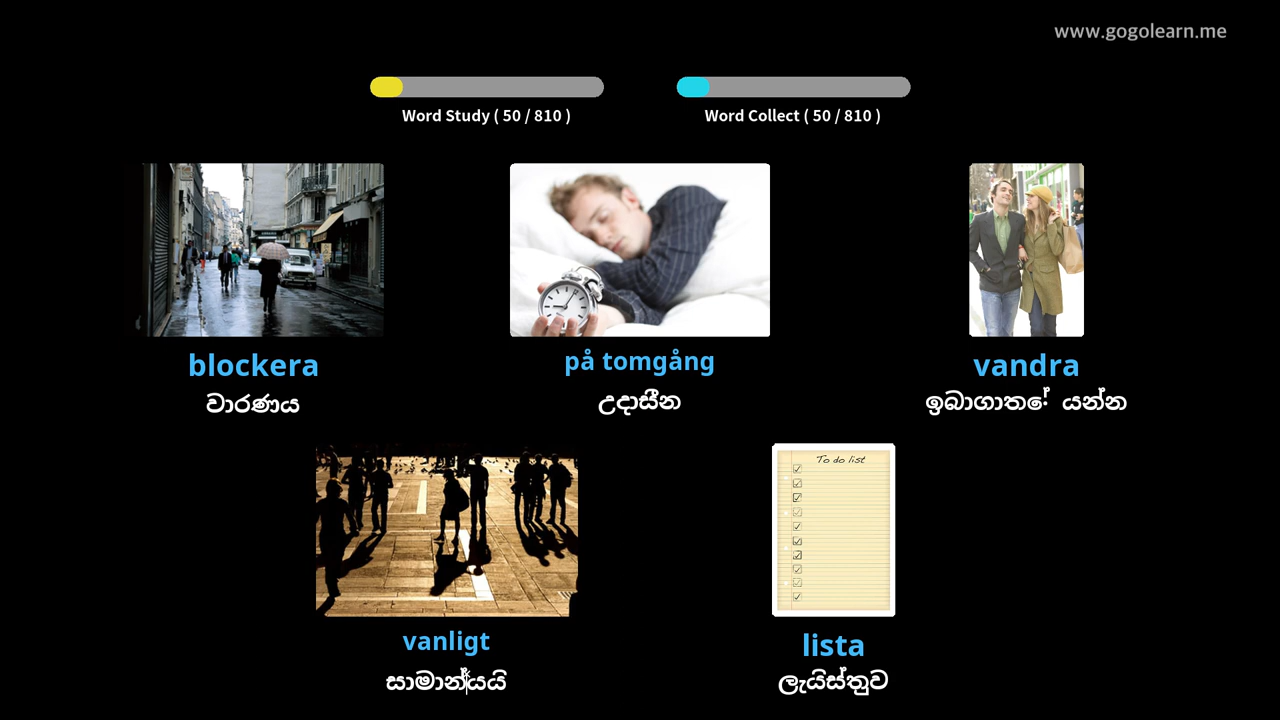 www.gogolearn.me
Word Study ( 50 / 810 )
Word Collect ( 50 / 810 )
blockera
වාරණය
på tomgång
උදාසීන
vandra
යන්න
To do list
vanligt
සාමාන්‍යයි
lista
ලැයිස්තුව